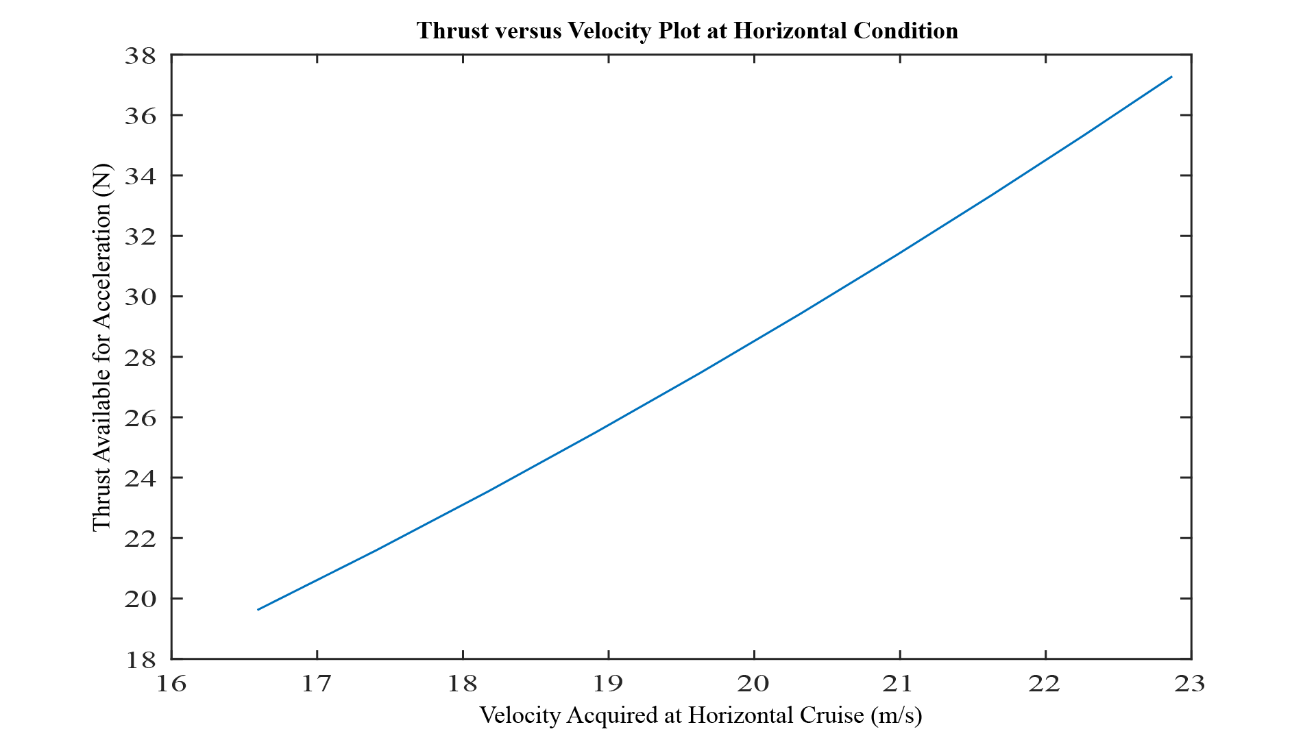 Thrust versus Velocity Plot at Horizontal Condition
38
36
34
32
30
28
26
24
22
20
18
Thrust Available for Acceleration (N)
16 17 18 19 20 21 22 23
Velocity Acquired at Horizontal Cruise (m/s)